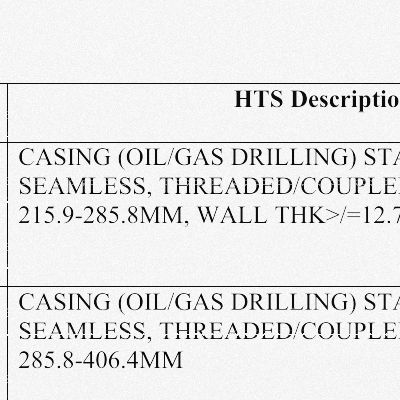 HTS Descriptio
CASING (OIL/GAS DRILLING) STA
SEAMLESS, THREADED/COUPLE
215.9-285.8MM, WALL THK>/=12.7
CASING (OIL/GAS DRILLING) STA
SEAMLESS, THREADED/COUPLE
285.8-406.4MM